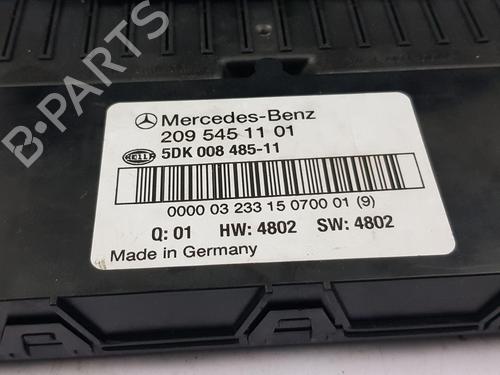 Mercedes-Benz
209 545 11 01
HELLA 5DK 008 485-11
0000 03 233 15 0700 01 (9)
Q: 01 HW: 4802 SW: 4802
Made in Germany
B-PARTS